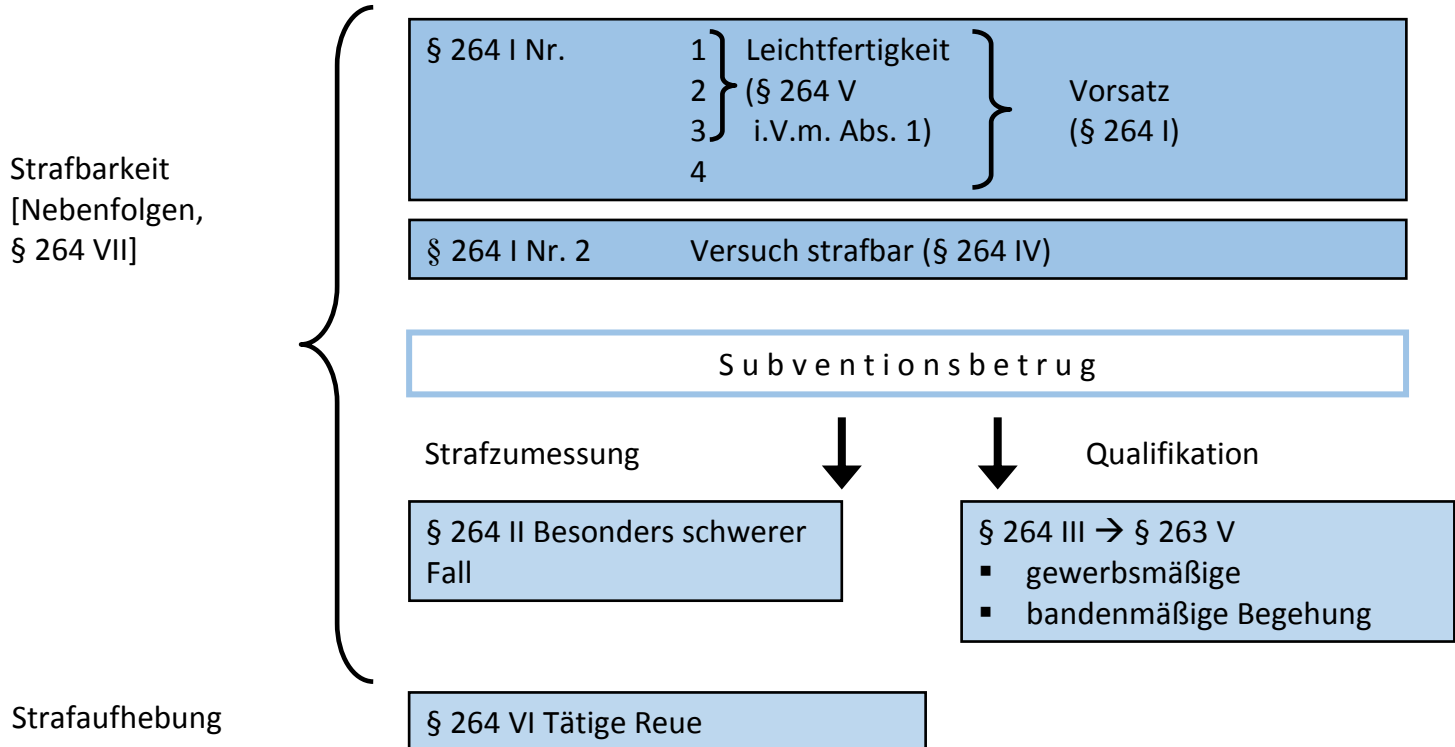 § 264 I Nr. 1 Leichtfertigkeit
2 (§ 264 V Vorsatz
3 i.V.m. Abs. 1) (§ 264 I)
4
Strafbarkeit
[Nebenfolgen,
§ 264 VII]
§ 264 I Nr. 2 Versuch strafbar (§ 264 IV)
Subventionsbetrug
Strafzumessung Qualifikation
§ 264 II Besonders schwerer
Fall
§ 264 III → § 263 V
▪ gewerbsmäßige
▪ bandenmäßige Begehung
Strafaufhebung § 264 VI Tätige Reue